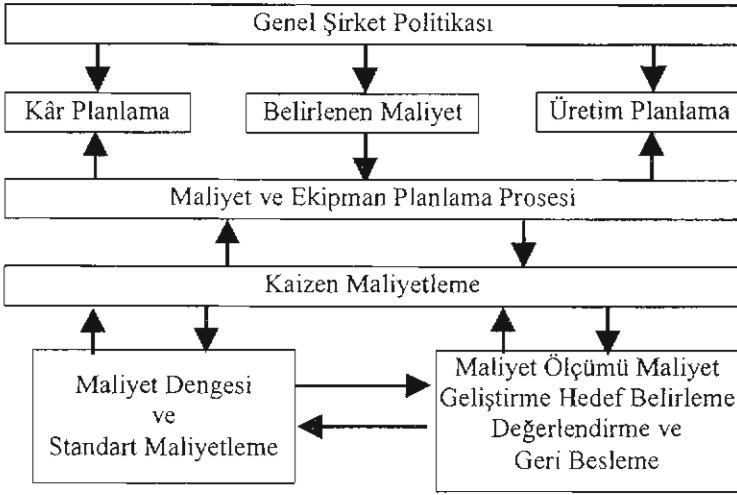 Genel Şirket Politikası
Kâr Planlama
Belirlenen Maliyet
Üretim Planlama
Maliyet ve Ekipman Planlama Prosesi
Kaizen Maliyetleme
Maliyet Dengesi
ve
Standart Maliyetleme
Maliyet Ölçümü Maliyet
Geliştirme Hedef Belirleme
Değerlendirme ve
Geri Besleme